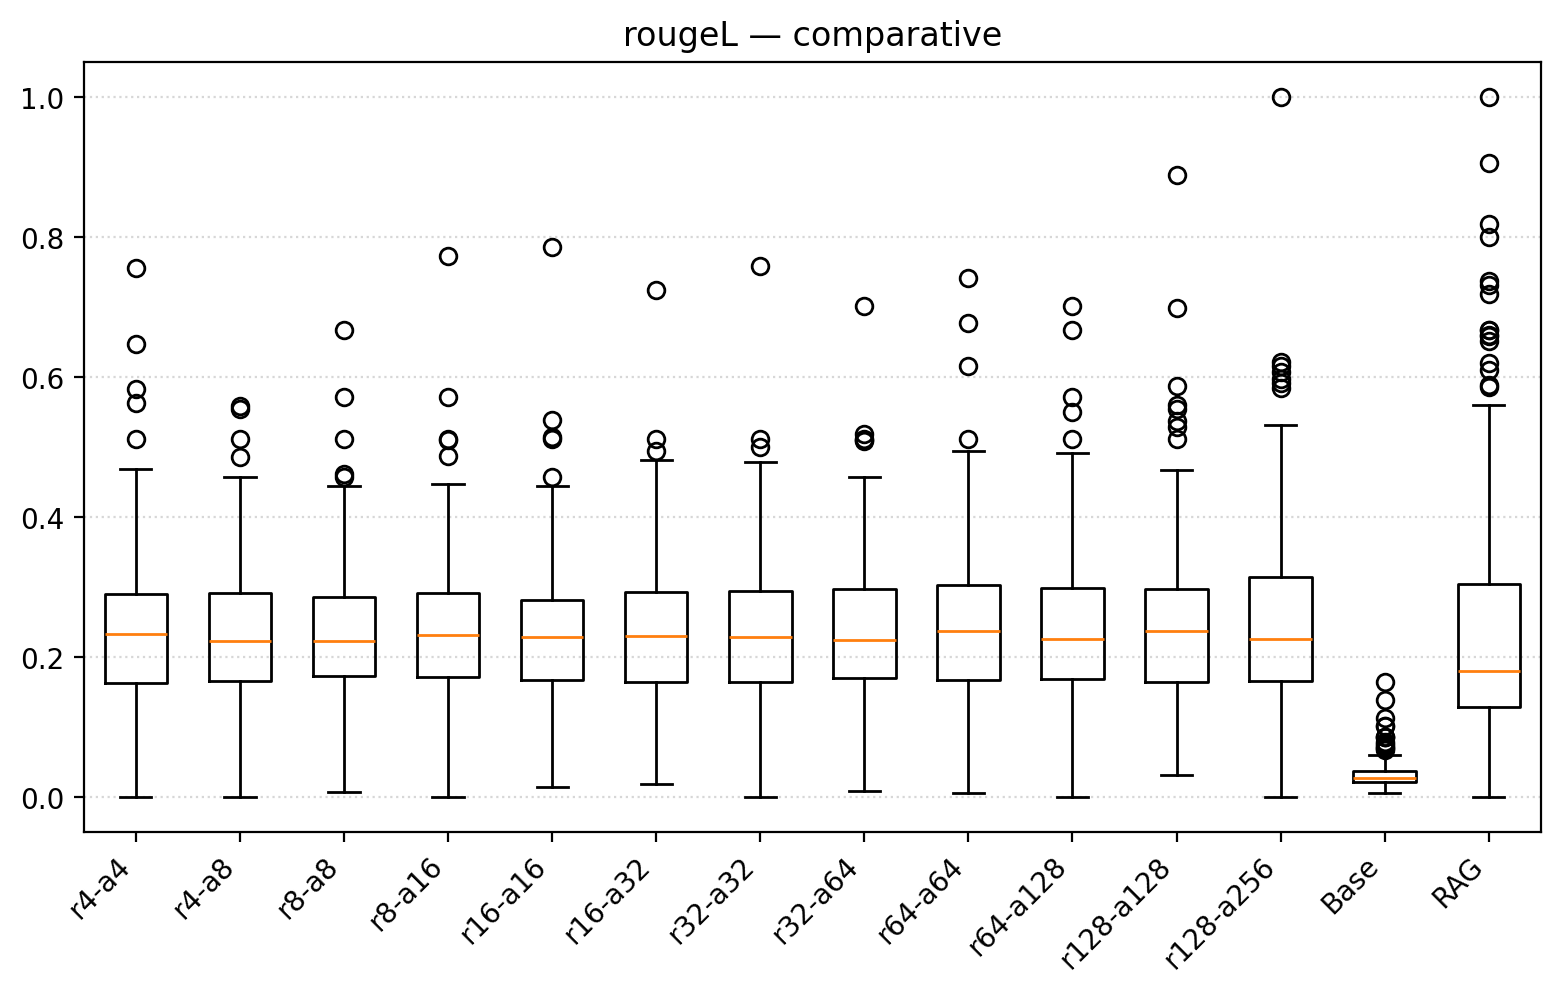 rougeL — comparative
1.0
0.8
0.6
0.4
0.2
0.0
r4-a4
r4-a8
r8-a8
r8-a16
r16-a16
r16-a32
r32-a32
r32-a64
r64-a64
r64-a128
r128-a128
r128-a256
Base
RAG